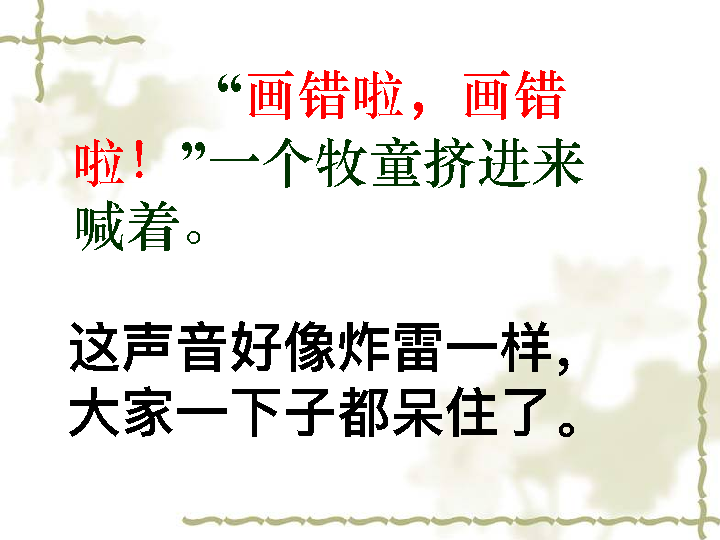 “画错啦，画错
啦！”一个牧童挤进来
喊着。
这声音好像炸雷一样，
大家一下子都呆住了。